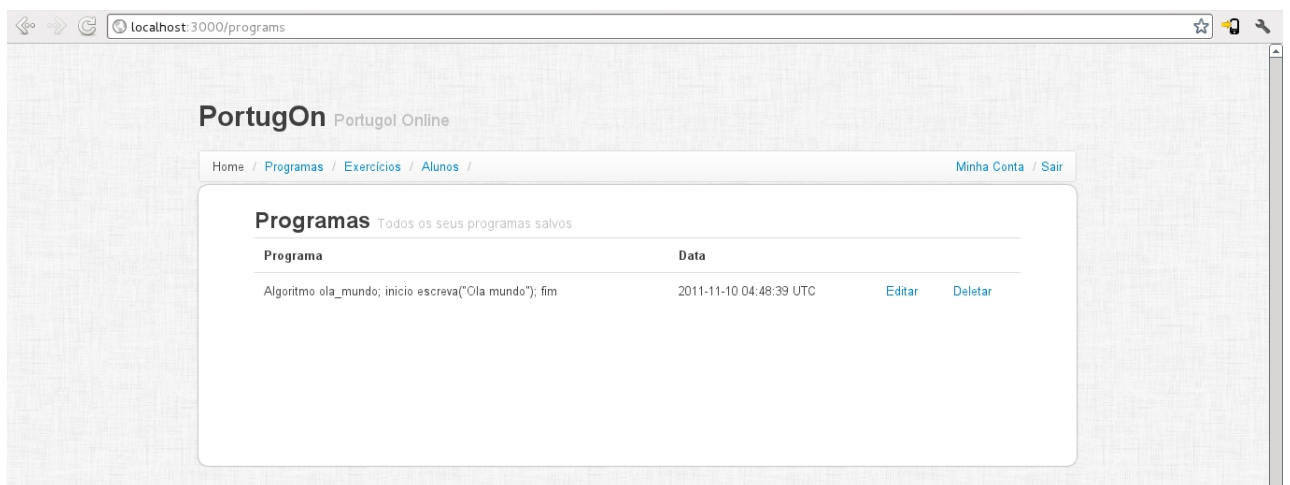 localhost:3000/programs
PortugOn Portugol Online
Home / Programas / Exercícios / Alunos / Minha Conta / Sair
Programas Todos os seus programas salvos
Programa Data
Algoritmo ola_mundo; inicio escreva("Ola mundo"); fim 2011-11-10 04:48:39 UTC Editar Deletar